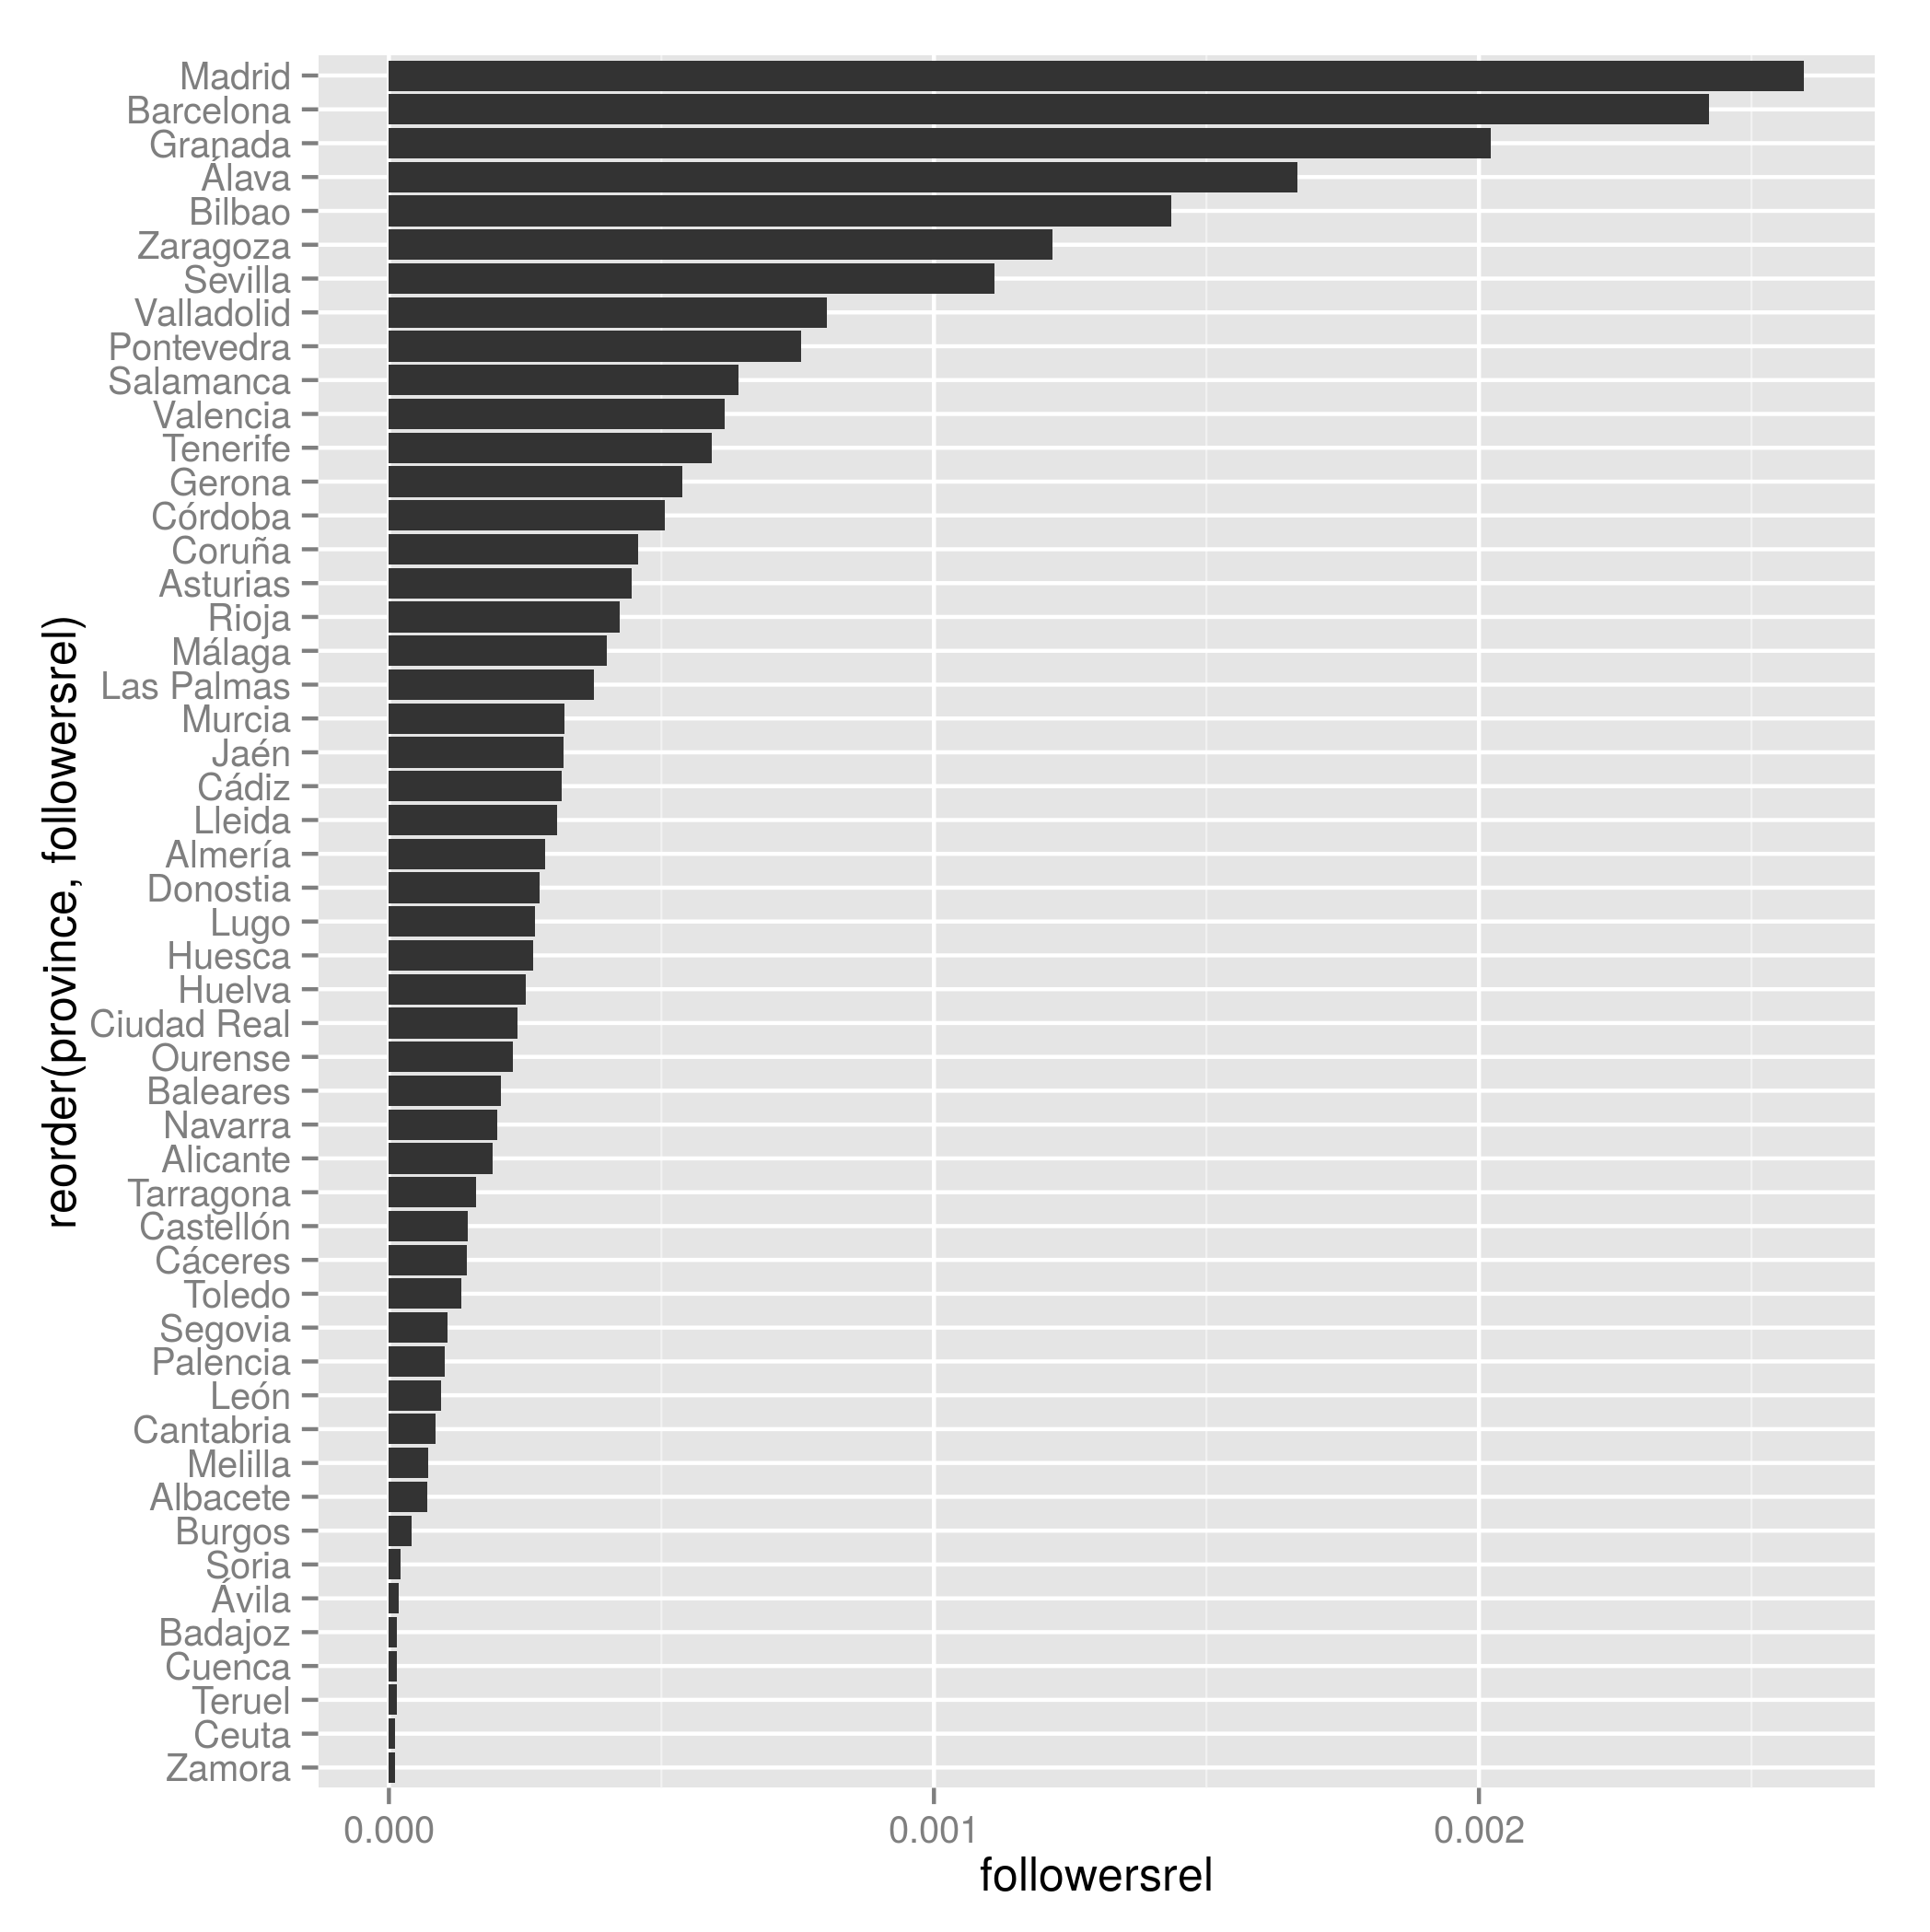 Madrid
Barcelona
Granada
Álava
Bilbao
Zaragoza
Sevilla
Valladolid
Pontevedra
Salamanca
Valencia
Tenerife
Gerona
Córdoba
Coruña
Asturias
Rioja
Málaga
Las Palmas
Murcia
Jaén
Cádiz
Lleida
Almería
Donostia
Lugo
Huesca
Huelva
Ciudad Real
Ourense
Baleares
Navarra
Alicante
Tarragona
Castellón
Cáceres
Toledo
Segovia
Palencia
León
Cantabria
Melilla
Albacete
Burgos
Soria
Ávila
Badajoz
Cuenca
Teruel
Ceuta
Zamora
reorder(province, followersrel)
0.000 0.001 0.002
followersrel